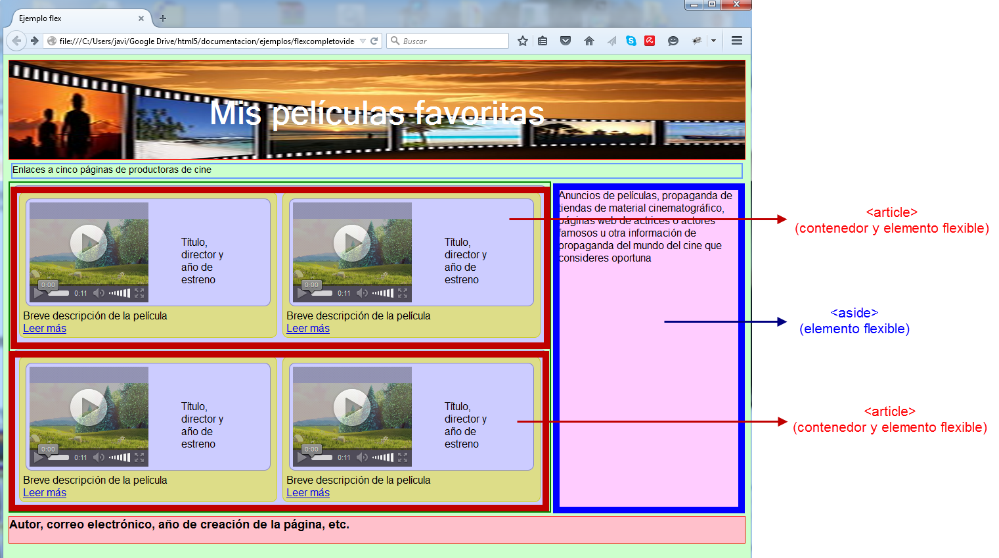 Ejemplo flex
file:///C:/Users/javi/Google Drive/html5/documentacion/ejemplos/flexcompletovide
Buscar
Mis películas favoritas
Enlaces a cinco páginas de productoras de cine
Título,
director y
año de
estreno
0:00
0:11
Breve descripción de la película
Leer más
Título,
director y
año de
estreno
0:00
0:11
Breve descripción de la película
Leer más
Anuncios de películas, propaganda de
tiendas de material cinematográfico,
páginas web de actrices o actores
famosos u otra información de
propaganda del mundo del cine que
consideres oportuna
<article>
(contenedor y elemento flexible)
<aside>
(elemento flexible)
Título,
director y
año de
estreno
0:00
0:11
Breve descripción de la película
Leer más
Título,
director y
año de
estreno
0:00
0:11
Breve descripción de la película
Leer más
<article>
(contenedor y elemento flexible)
Autor, correo electrónico, año de creación de la página, etc.